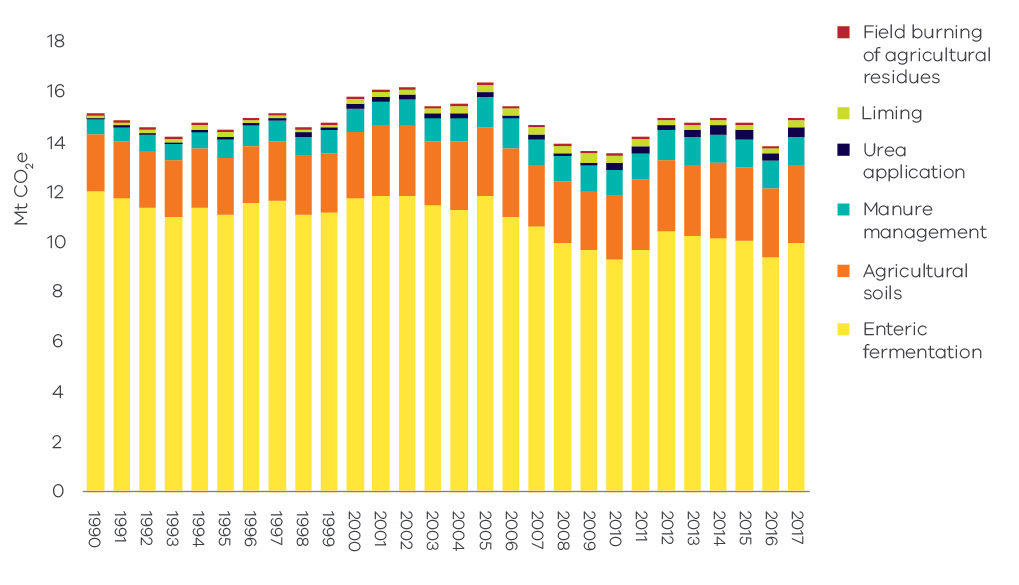 18
16
14
12
10
8
6
4
2
0
Mt CO₂e
1990
1991
1992
1993
1994
1995
1996
1997
1998
1999
2000
2001
2002
2003
2004
2005
2006
2007
2008
2009
2010
2011
2012
2013
2014
2015
2016
2017
Field burning
of agricultural
residues
Liming
Urea
application
Manure
management
Agricultural
soils
Enteric
fermentation